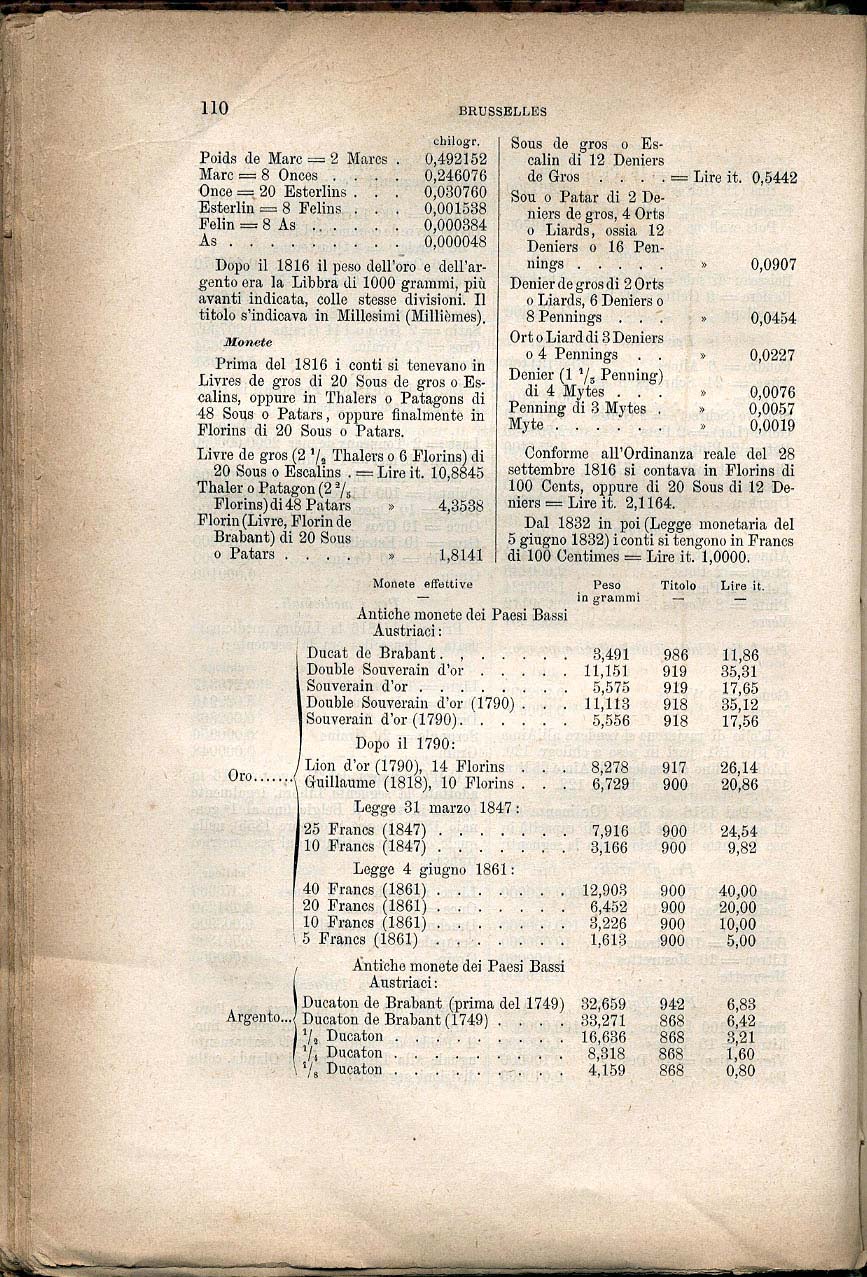 110
BRUSSELLES
chilogr.
Poids de Marc = 2 Marcs . 0,492152
Marc = 8 Onces . . . . 0,246076
Once = 20 Esterlins . . . 0,030760
Esterlin = 8 Felins . . . 0,001538
Felin = 8 As . . . . . . 0,000384
As . . . . . . . . . 0,000048
Dopo il 1816 il peso dell'oro e dell'ar-
gento era la Libbra di 1000 grammi, più
avanti indicata, colle stesse divisioni. Il
titolo s'indicava in Millesimi (Millièmes).
Monete
Prima del 1816 i conti si tenevano in
Livres de gros di 20 Sous de gros o Es-
calins, oppure in Thalers o Patagons di
48 Sous o Patars, oppure finalmente in
Florins di 20 Sous o Patars.
Livre de gros (2 1/2 Thalers o 6 Florins) di
20 Sous o Escalins . = Lire it. 10,8845
Thaler o Patagon (2 2/5
Florins) di 48 Patars » 4,3538
Florin (Livre, Florin de
Brabant) di 20 Sous
o Patars . . . . » 1,8141
Sous de gros o Es-
calin di 12 Deniers
de Gros . . . . = Lire it. 0,5442
Sou o Patar di 2 De-
niers de gros, 4 Orts
o Liards, ossia 12
Deniers o 16 Pen-
nings . . . . . » 0,0907
Denier de gros di 2 Orts
o Liards, 6 Deniers o
8 Pennings . . . . » 0,0454
Ort o Liard di 3 Deniers
o 4 Pennings . . » 0,0227
Denier (1 1/3 Penning)
di 4 Mytes . . . » 0,0076
Penning di 3 Mytes . » 0,0057
Myte . . . . . » 0,0019
Conforme all'Ordinanza reale del 28
settembre 1816 si contava in Florins di
100 Cents, oppure di 20 Sous di 12 De-
niers = Lire it. 2,1164.
Dal 1832 in poi (Legge monetaria del
5 giugno 1832) i conti si tengono in Francs
di 100 Centimes = Lire it. 1,0000.
Monete effettive Peso in grammi Titolo Lire it.
Antiche monete dei Paesi Bassi
Austriaci:
Ducat de Brabant . . . . . . . 3,491 986 11,86
Double Souverain d'or . . . . . 11,151 919 35,31
Souverain d'or . . . . . . . . 5,575 919 17,65
Double Souverain d'or (1790) . . . 11,113 918 35,12
Souverain d'or (1790). . . . . . 5,556 918 17,56
Dopo il 1790:
Lion d'or (1790), 14 Florins . . . 8,278 917 26,14
Oro.......
Guillaume (1818), 10 Florins . . . 6,729 900 20,86
Legge 31 marzo 1847:
25 Francs (1847) . . . . . . . 7,916 900 24,54
10 Francs (1847) . . . . . . . 3,166 900 9,82
Legge 4 giugno 1861:
40 Francs (1861) . . . . . . . 12,903 900 40,00
20 Francs (1861) . . . . . . . 6,452 900 20,00
10 Francs (1861) . . . . . . . 3,226 900 10,00
5 Francs (1861) . . . . . . . 1,613 900 5,00
Antiche monete dei Paesi Bassi
Austriaci:
Ducaton de Brabant (prima del 1749) 32,659 942 6,83
Argento... Ducaton de Brabant (1749) . . . . 33,271 868 6,42
1/2 Ducaton . . . . . . . . . 16,636 868 3,21
1/4 Ducaton . . . . . . . . . 8,318 868 1,60
1/8 Ducaton . . . . . . . . . 4,159 868 0,80